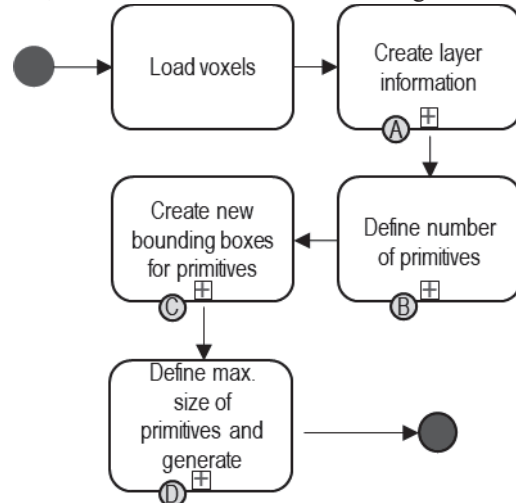 Load voxels
Create layer
information
A
Define number
of primitives
B
Create new
bounding boxes
for primitives
C
Define max.
size of
primitives and
generate
D